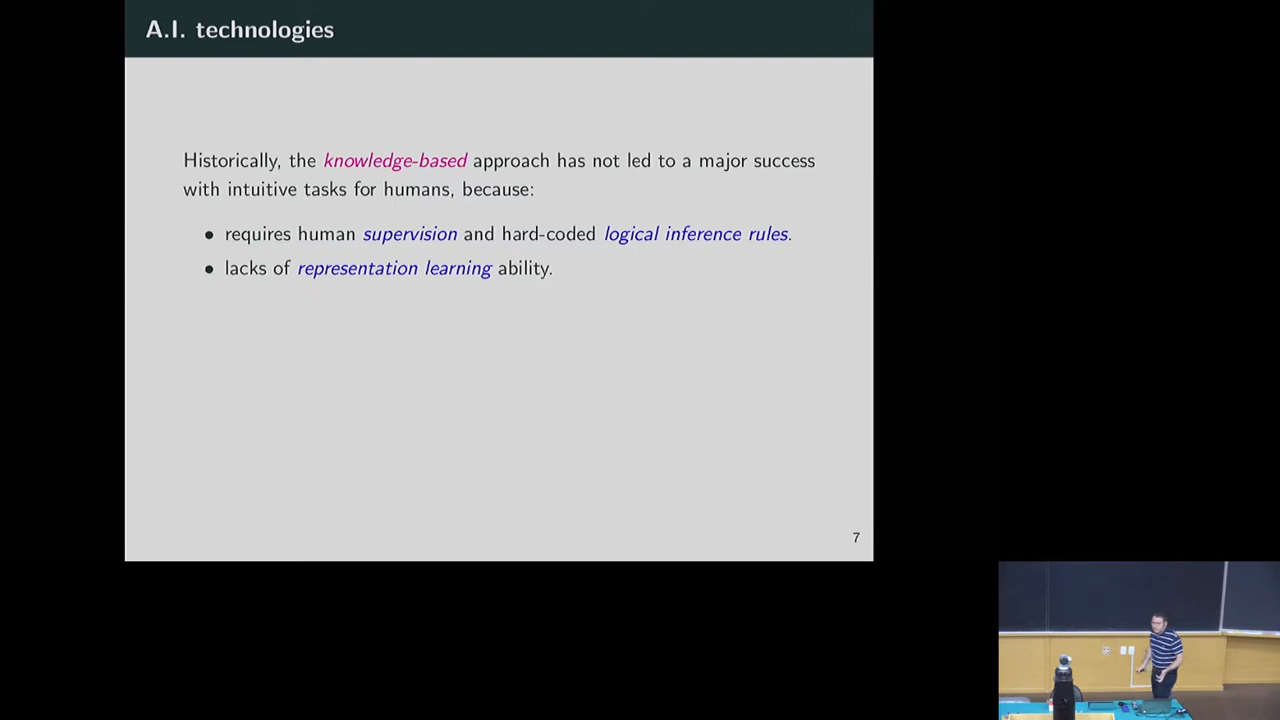 A.I. technologies
Historically, the knowledge-based approach has not led to a major success
with intuitive tasks for humans, because:
• requires human supervision and hard-coded logical inference rules.
• lacks of representation learning ability.
7